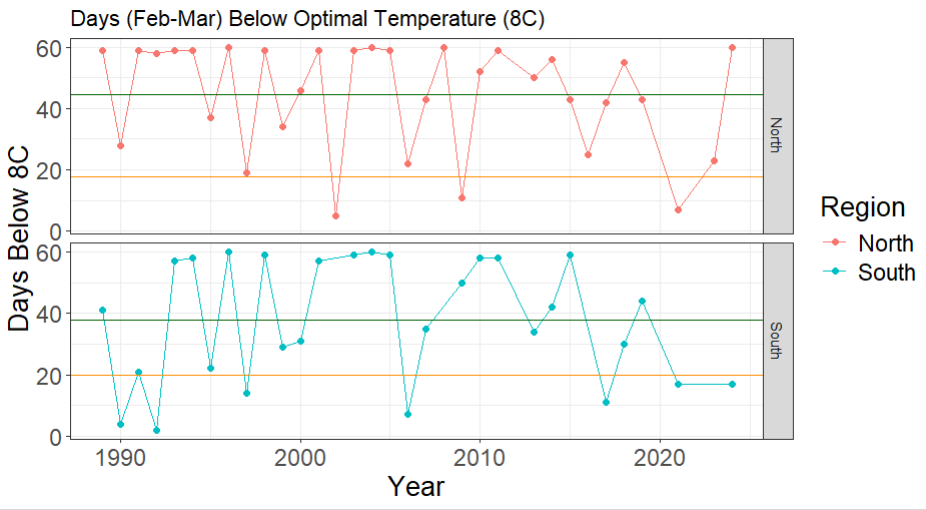 Days (Feb-Mar) Below Optimal Temperature (8C)
Days Below 8C
60
40
20
0
North
60
40
20
0
South
1990
2000
2010
2020
Year
Region
North
South